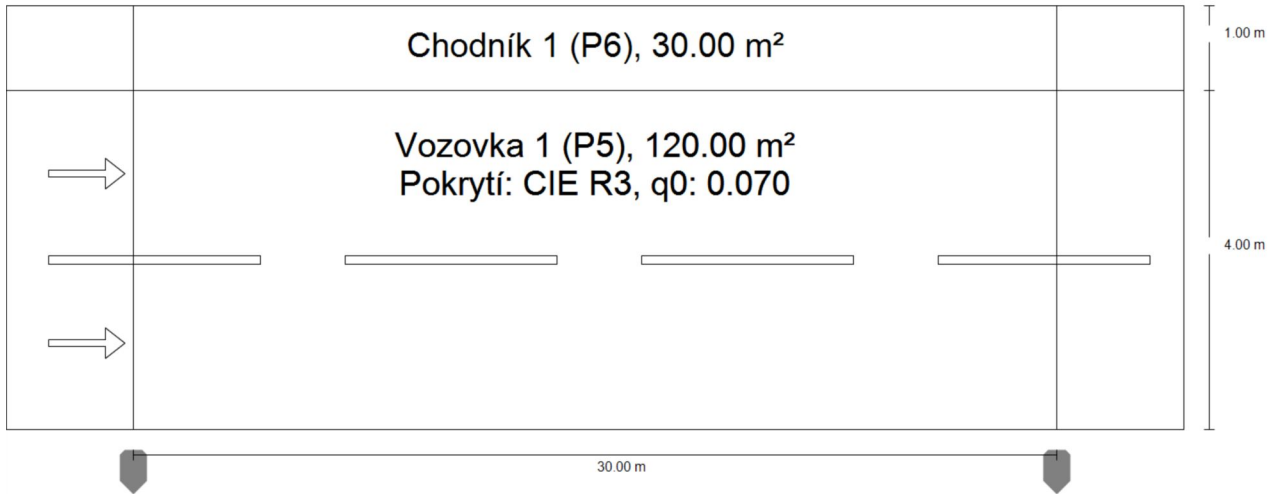 Chodník 1 (P6), 30.00 m²
1.00 m
Vozovka 1 (P5), 120.00 m²
Pokrytí: CIE R3, q0: 0.070
4.00 m
30.00 m